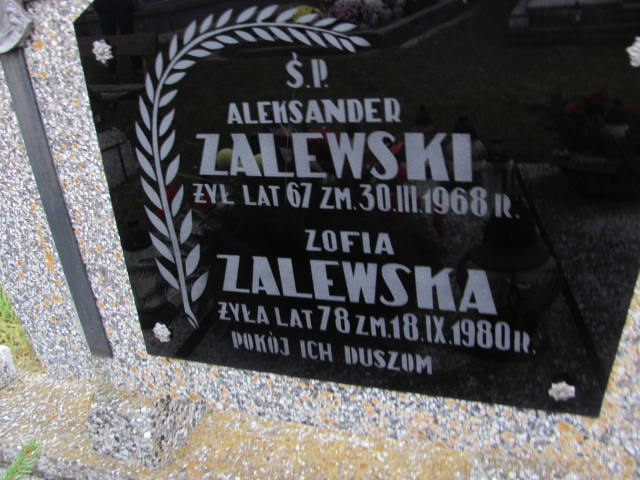 Ś.P.
ALEKSANDER
ZALEWSKI
ŻYŁ LAT 67 ZM. 30.III.1968 R.
ZOFIA
ZALEWSKA
ŻYŁA LAT 78 ZM. 18.IX.1980 R.
POKÓJ ICH DUSZOM